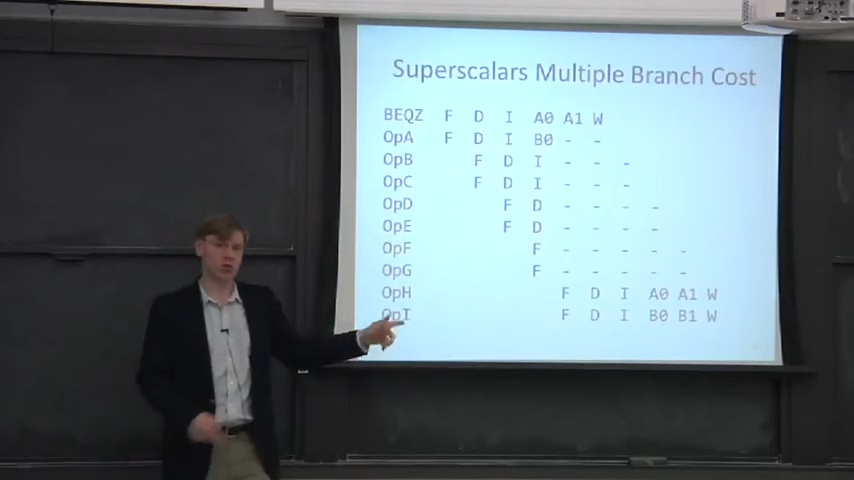 Superscalars Multiple Branch Cost
BEQZ F D I A0 A1 W
OpA F D I B0 - -
OpB F D I - - -
OpC F D I - - -
OpD F D - - - -
OpE F D - - - -
OpF F - - - - -
OpG F - - - - -
OpH F D I A0 A1 W
OpI F D I B0 B1 W